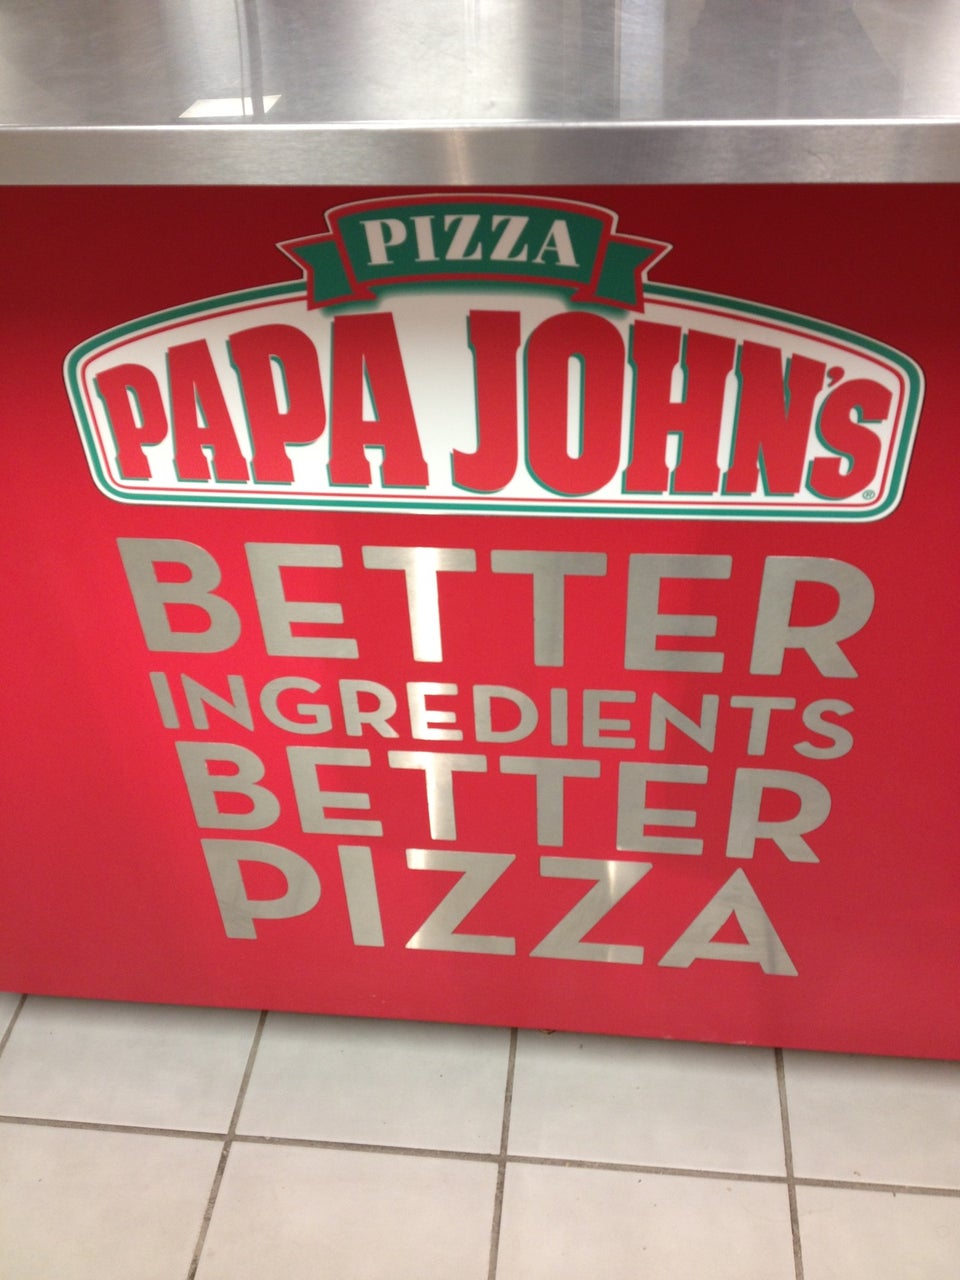 PIZZA
PAPA JOHN'S®
BETTER
INGREDIENTS
BETTER
PIZZA